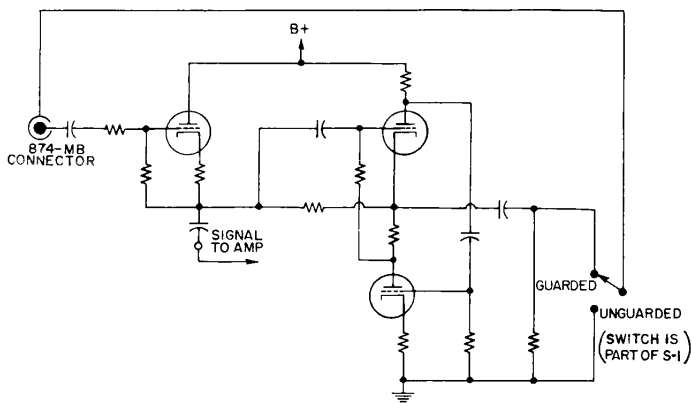 B+
874-MB
CONNECTOR
SIGNAL
TO AMP
GUARDED
UNGUARDED
(SWITCH IS
PART OF S-1)